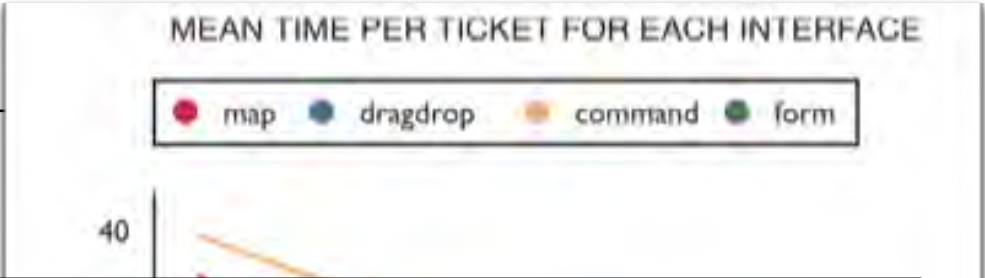 MEAN TIME PER TICKET FOR EACH INTERFACE
map dragdrop command form
40